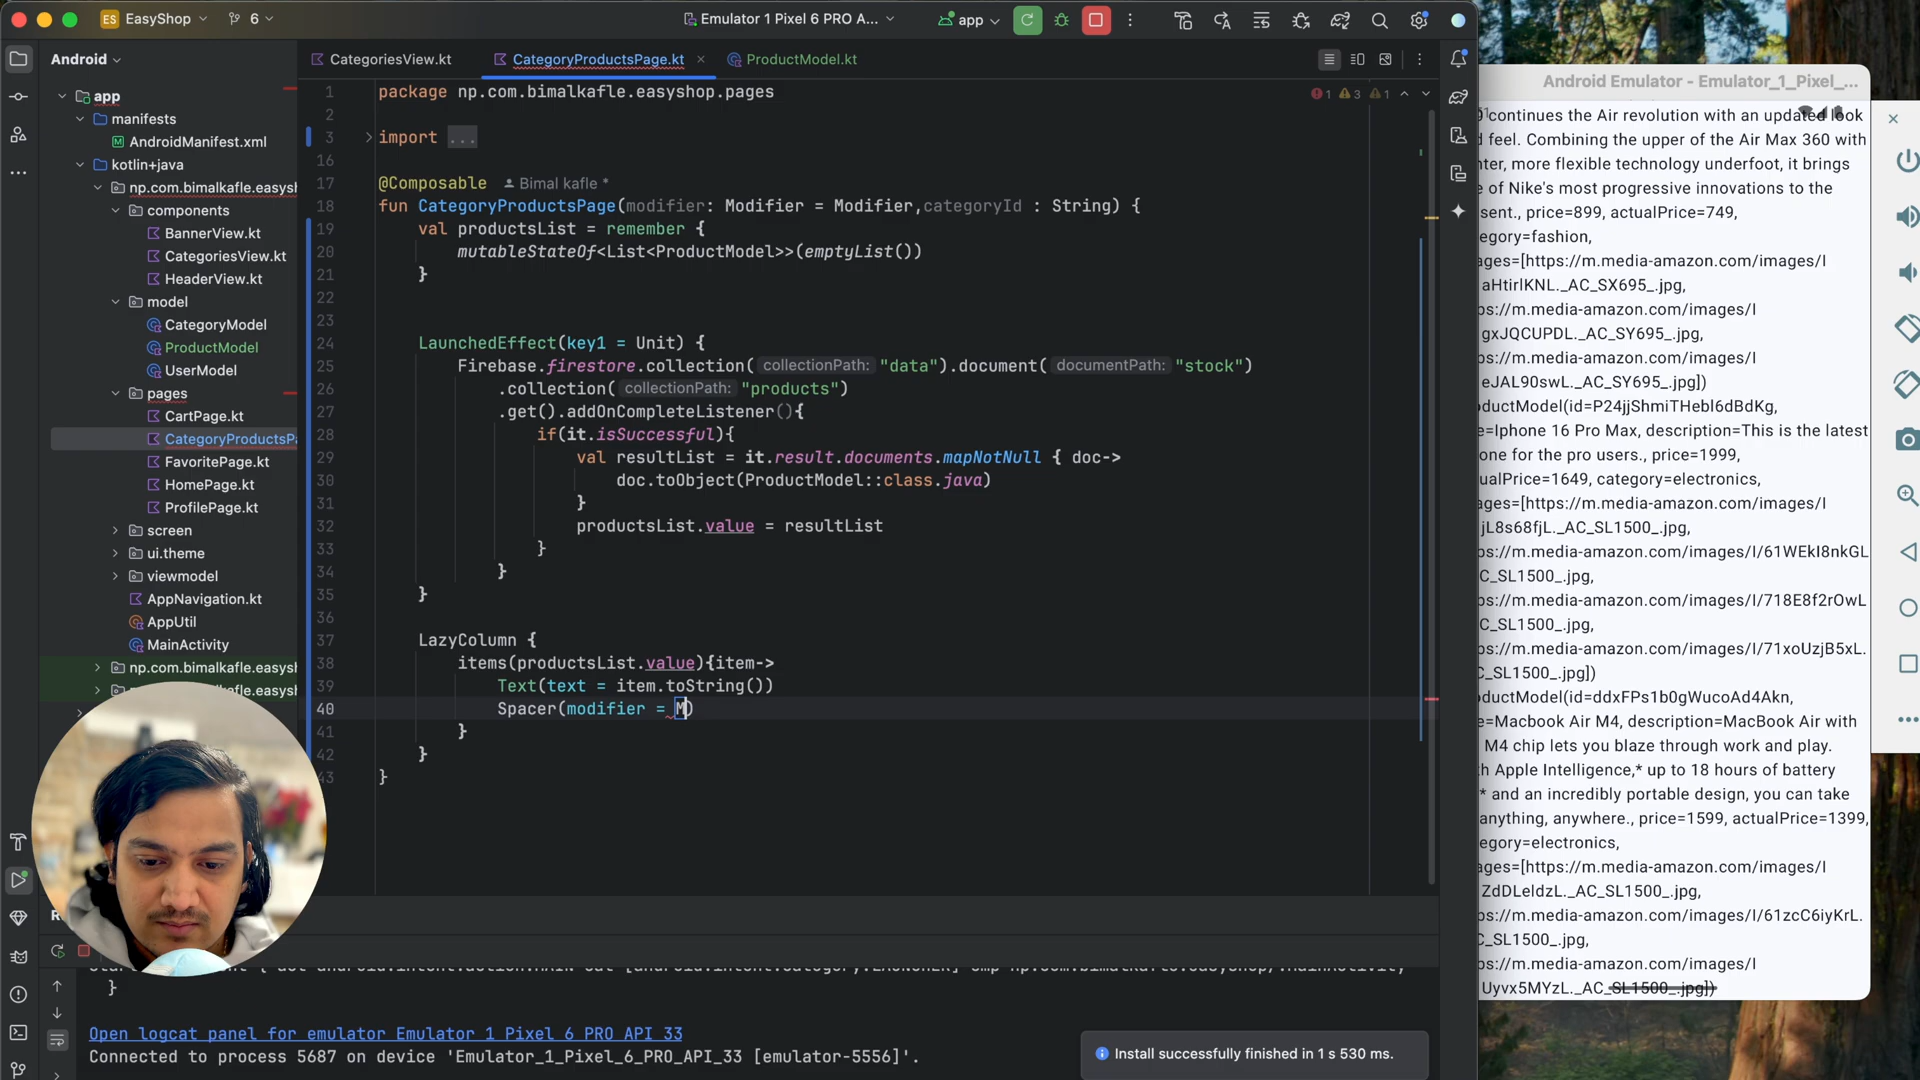 ES EasyShop 6 Emulator 1 Pixel 6 PRO A... app
Android
CategoriesView.kt CategoryProductsPage.kt ProductModel.kt
app
manifests
AndroidManifest.xml
kotlin+java
np.com.bimalkafle.easysh
components
BannerView.kt
CategoriesView.kt
HeaderView.kt
model
CategoryModel
ProductModel
UserModel
pages
CartPage.kt
CategoryProductsPa
FavoritePage.kt
HomePage.kt
ProfilePage.kt
screen
ui.theme
viewmodel
AppNavigation.kt
AppUtil
MainActivity
np.com.bimalkafle.easysh
np.com.bimalkafle.easysh
1 package np.com.bimalkafle.easyshop.pages
1 3 1
2
3 import ...
16
17 @Composable Bimal kafle *
18 fun CategoryProductsPage(modifier: Modifier = Modifier,categoryId : String) {
19 val productsList = remember {
20 mutableStateOf<List<ProductModel>>(emptyList())
21 }
22
23
24 LaunchedEffect(key1 = Unit) {
25 Firebase.firestore.collection( collectionPath: "data").document( documentPath: "stock")
26 .collection( collectionPath: "products")
27 .get().addOnCompleteListener(){
28 if(it.isSuccessful){
29 val resultList = it.result.documents.mapNotNull { doc->
30 doc.toObject(ProductModel::class.java)
31 }
32 productsList.value = resultList
33 }
34 }
35 }
36
37 LazyColumn {
38 items(productsList.value){item->
39 Text(text = item.toString())
40 Spacer(modifier = M)
41 }
42 }
43 }
}
Open logcat panel for emulator Emulator 1 Pixel 6 PRO API 33
Connected to process 5687 on device 'Emulator_1_Pixel_6_PRO_API_33 [emulator-5556]'.
Install successfully finished in 1 s 530 ms.
Android Emulator - Emulator_1_Pixel_...
continues the Air revolution with an updated look
d feel. Combining the upper of the Air Max 360 with
nter, more flexible technology underfoot, it brings
e of Nike's most progressive innovations to the
sent., price=899, actualPrice=749,
egory=fashion,
ages=[https://m.media-amazon.com/images/I
aHtirlKNL._AC_SX695_.jpg,
ps://m.media-amazon.com/images/I
gxJQCUPDL._AC_SY695_.jpg,
ps://m.media-amazon.com/images/I
eJAL90swL._AC_SY695_.jpg])
ductModel(id=P24jjShmiTHebl6dBdKg,
e=Iphone 16 Pro Max, description=This is the latest
one for the pro users., price=1999,
ualPrice=1649, category=electronics,
ages=[https://m.media-amazon.com/images/I
jL8s68fjL._AC_SL1500_.jpg,
ps://m.media-amazon.com/images/I/61WEkI8nkGL
C_SL1500_.jpg,
ps://m.media-amazon.com/images/I/718E8f2rOwL
C_SL1500_.jpg,
ps://m.media-amazon.com/images/I/71xoUzjB5xL.
C_SL1500_.jpg])
ductModel(id=ddxFPs1b0gWucoAd4Akn,
e=Macbook Air M4, description=MacBook Air with
M4 chip lets you blaze through work and play.
th Apple Intelligence,* up to 18 hours of battery
* and an incredibly portable design, you can take
anything, anywhere., price=1599, actualPrice=1399,
egory=electronics,
ages=[https://m.media-amazon.com/images/I
ZdDLeldzL._AC_SL1500_.jpg,
ps://m.media-amazon.com/images/I/61zcC6iyKrL.
C_SL1500_.jpg,
ps://m.media-amazon.com/images/I
Uyvx5MYzL._AC_SL1500_.jpg])